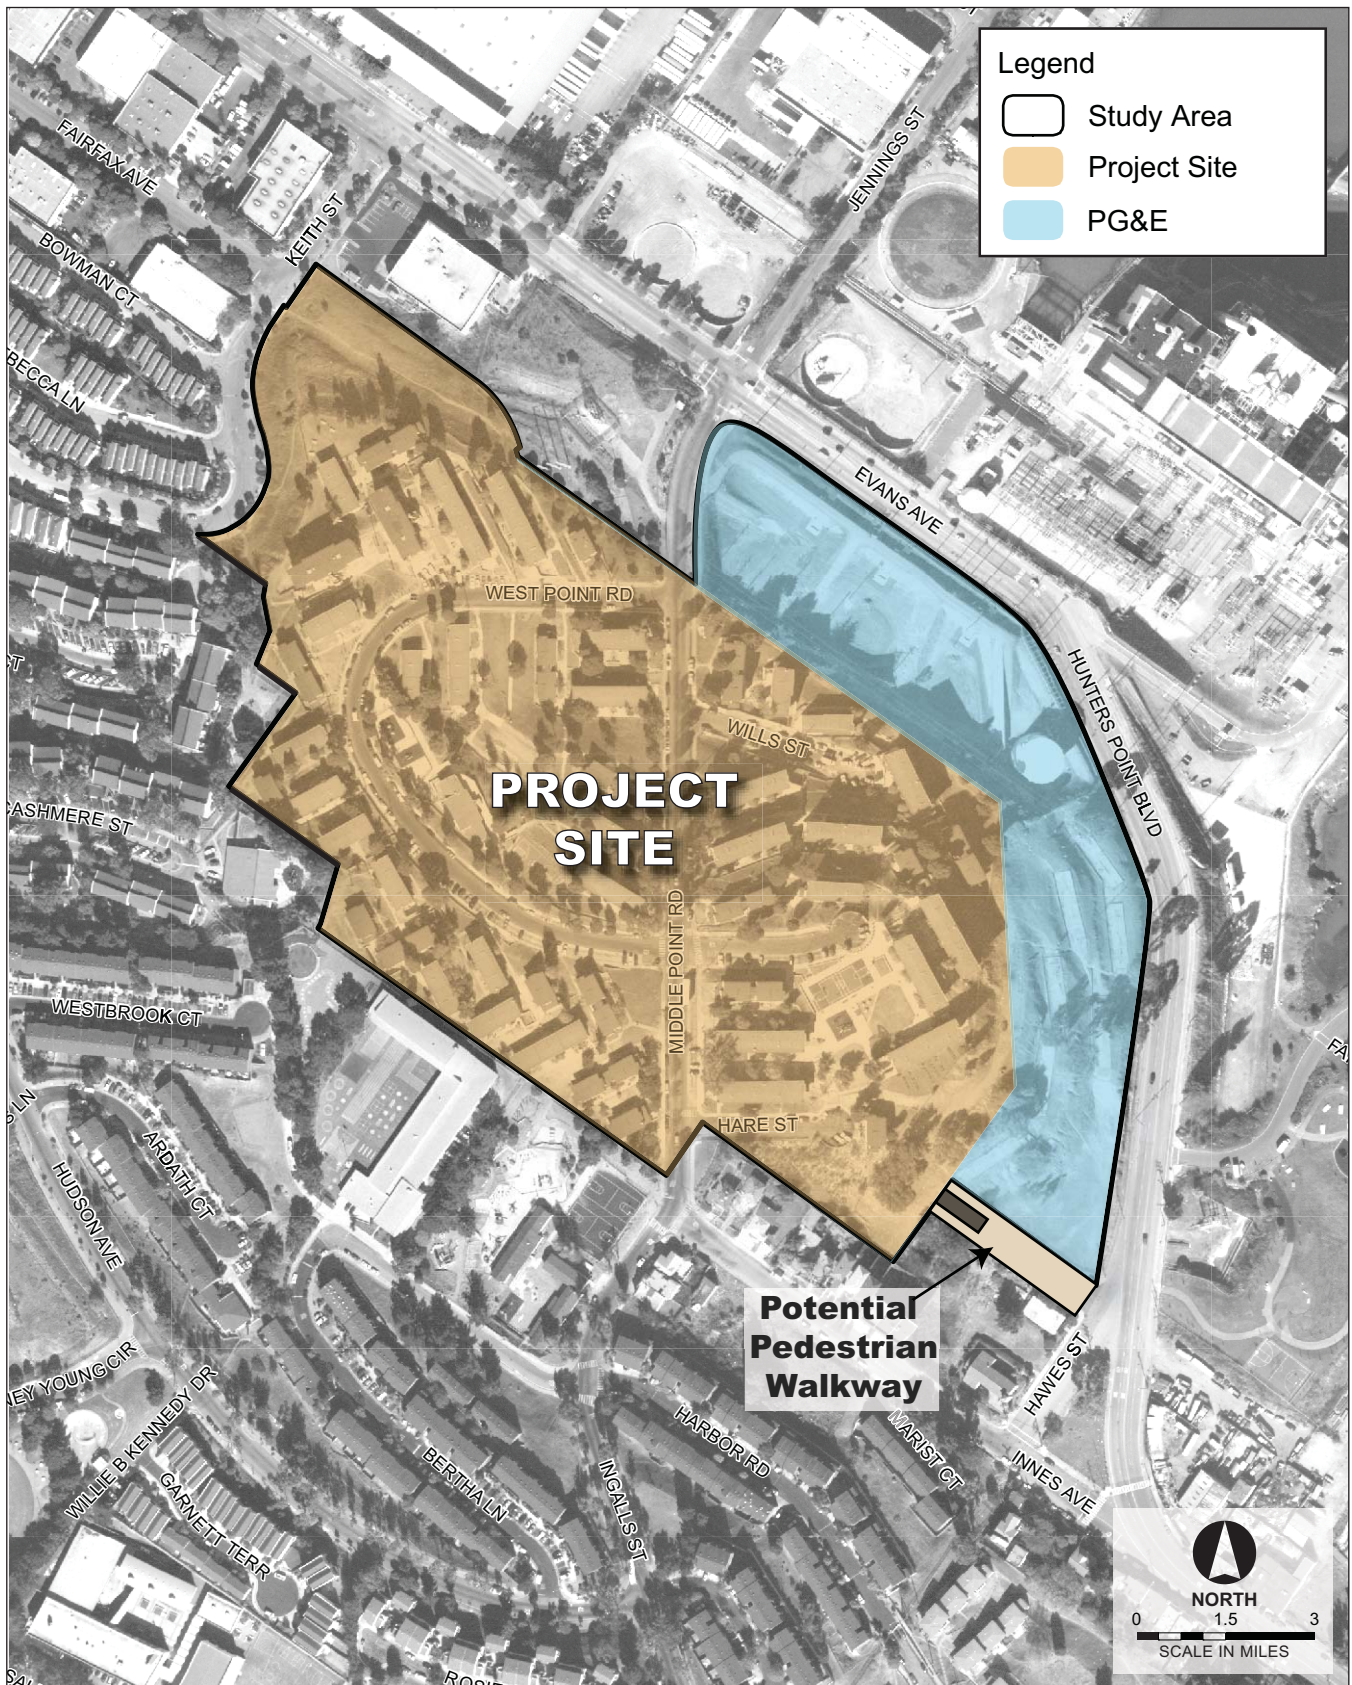 Legend
Study Area
Project Site
PG&E
FAIRFAX AVE
KEITH ST
JENNINGS ST
BOWMAN CT
EVANS AVE
WEST POINT RD
HUNTERS POINT BLVD
WILLS ST
PROJECT
SITE
CASHMERE ST
MIDDLE POINT RD
WESTBROOK CT
HARE ST
ARDATH CT
HUDSON AVE
Potential
Pedestrian
Walkway
HAWES ST
WILLIE B KENNEDY DR
GARNETT TERR
BERTHA LN
INGALLS ST
HARBOR RD
MARIST CT
INNES AVE
NORTH
0 1.5 3
SCALE IN MILES